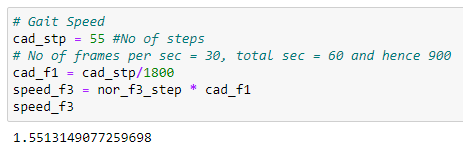 # Gait Speed
cad_stp = 55 #No of steps
# No of frames per sec = 30, total sec = 60 and hence 900
cad_f1 = cad_stp/1800
speed_f3 = nor_f3_step * cad_f1
speed_f3
1.5513149077259698